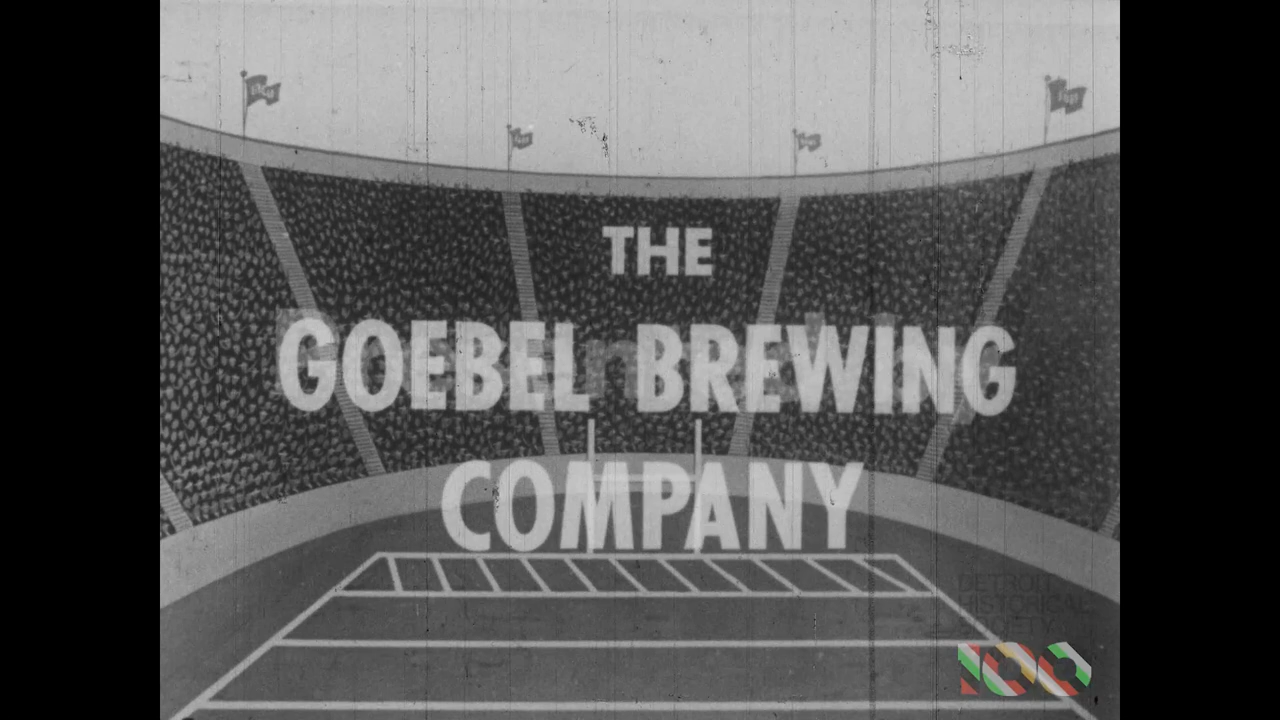 THE
GOEBEL BREWING
COMPANY
DETROIT
HISTORICAL
SOCIETY
100